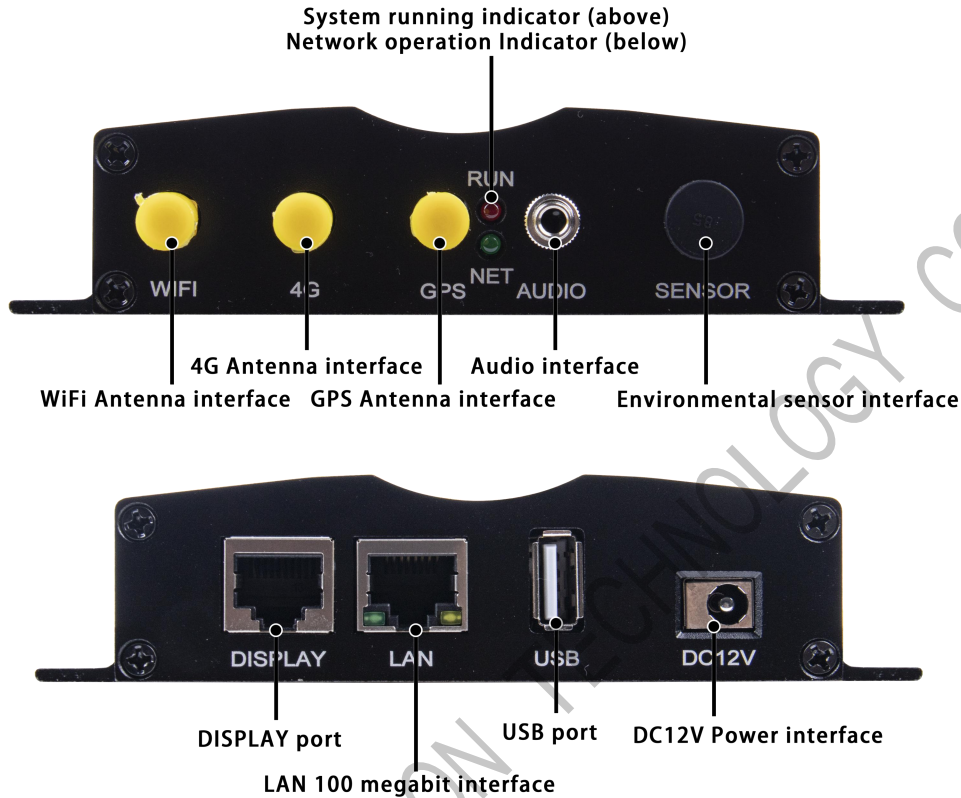 System running indicator (above)
Network operation Indicator (below)
RUN
NET
WIFI
4G
GPS
AUDIO
SENSOR
4G Antenna interface
Audio interface
WiFi Antenna interface
GPS Antenna interface
Environmental sensor interface
DISPLAY
LAN
USB
DC12V
DISPLAY port
USB port
DC12V Power interface
LAN 100 megabit interface
TECHNOLOGY